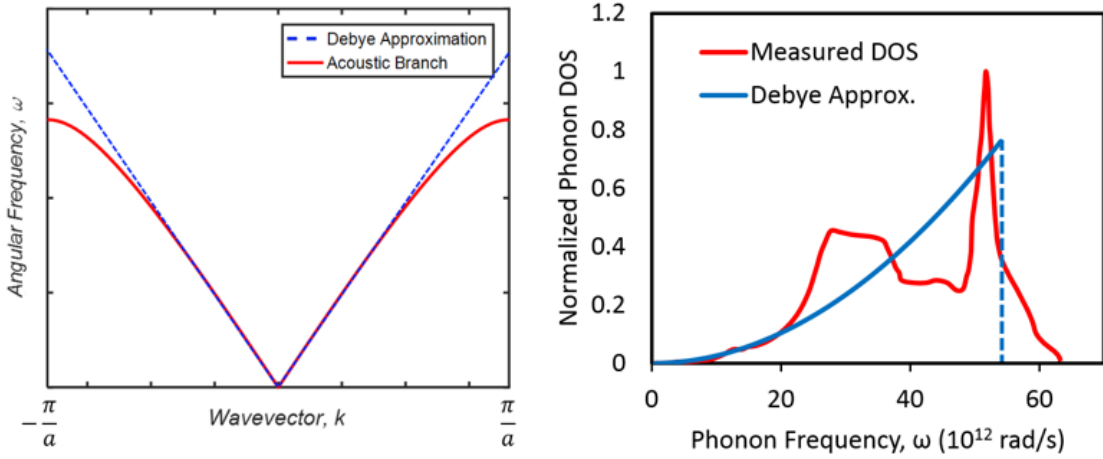 Debye Approximation
Acoustic Branch
Angular Frequency, ω
Wavevector, k
−π/a
π/a
1.2
1
0.8
0.6
0.4
0.2
0
Normalized Phonon DOS
Measured DOS
Debye Approx.
0 20 40 60
Phonon Frequency, ω (10¹² rad/s)